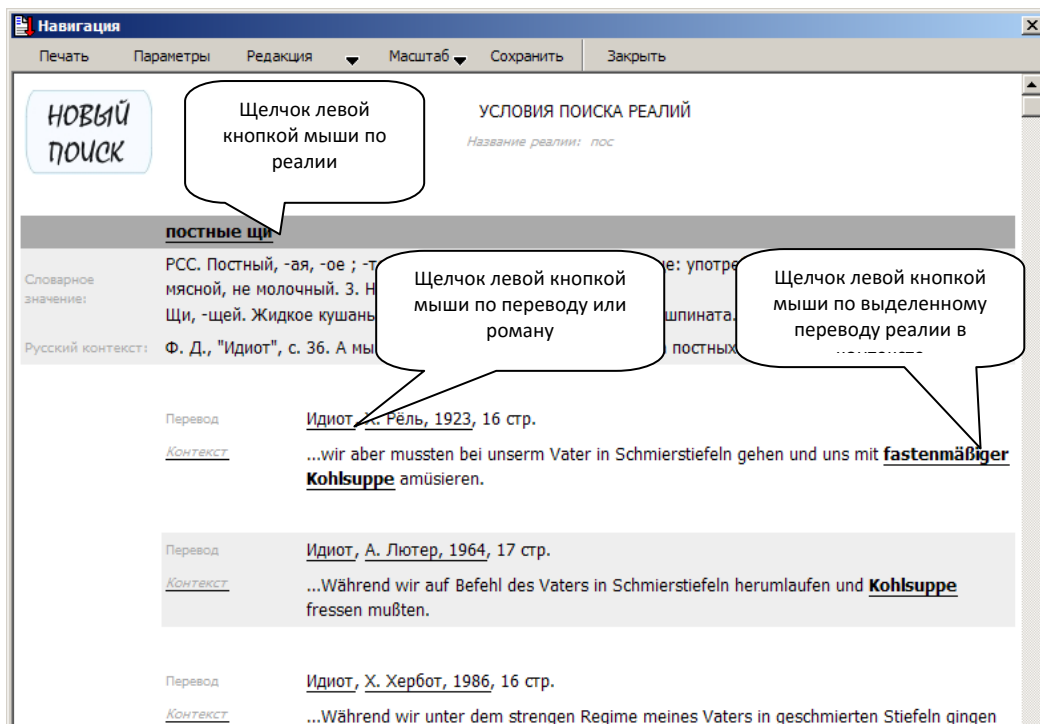 Навигация
Печать Параметры Редакция Масштаб Сохранить Закрыть
НОВЫЙ
ПОИСК
Щелчок левой
кнопкой мыши по
реалии
УСЛОВИЯ ПОИСКА РЕАЛИЙ
Название реалии: пос
постные щи
Словарное
значение:
РСС. Постный, -ая, -ое ; -т
мясной, не молочный. 3. Н
Щи, -щей. Жидкое кушань
шпината.
Русский контекст: Ф. Д., "Идиот", с. 36. А мы
постных
Щелчок левой кнопкой
мыши по переводу или
роману
Щелчок левой кнопкой
мыши по выделенному
переводу реалии в
Перевод Идиот, Х. Рёль, 1923, 16 стр.
Контекст ...wir aber mussten bei unserm Vater in Schmierstiefeln gehen und uns mit fastenmäßiger
Kohlsuppe amüsieren.
Перевод Идиот, А. Лютер, 1964, 17 стр.
Контекст ...Während wir auf Befehl des Vaters in Schmierstiefeln herumlaufen und Kohlsuppe
fressen mußten.
Перевод Идиот, Х. Хербот, 1986, 16 стр.
Контекст ...Während wir unter dem strengen Regime meines Vaters in geschmierten Stiefeln gingen